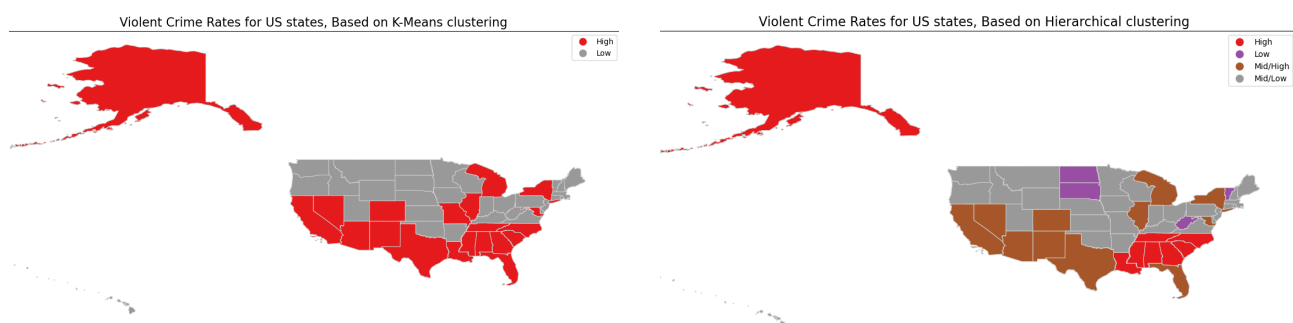 Violent Crime Rates for US states, Based on K-Means clustering
High
Low
Violent Crime Rates for US states, Based on Hierarchical clustering
High
Low
Mid/High
Mid/Low